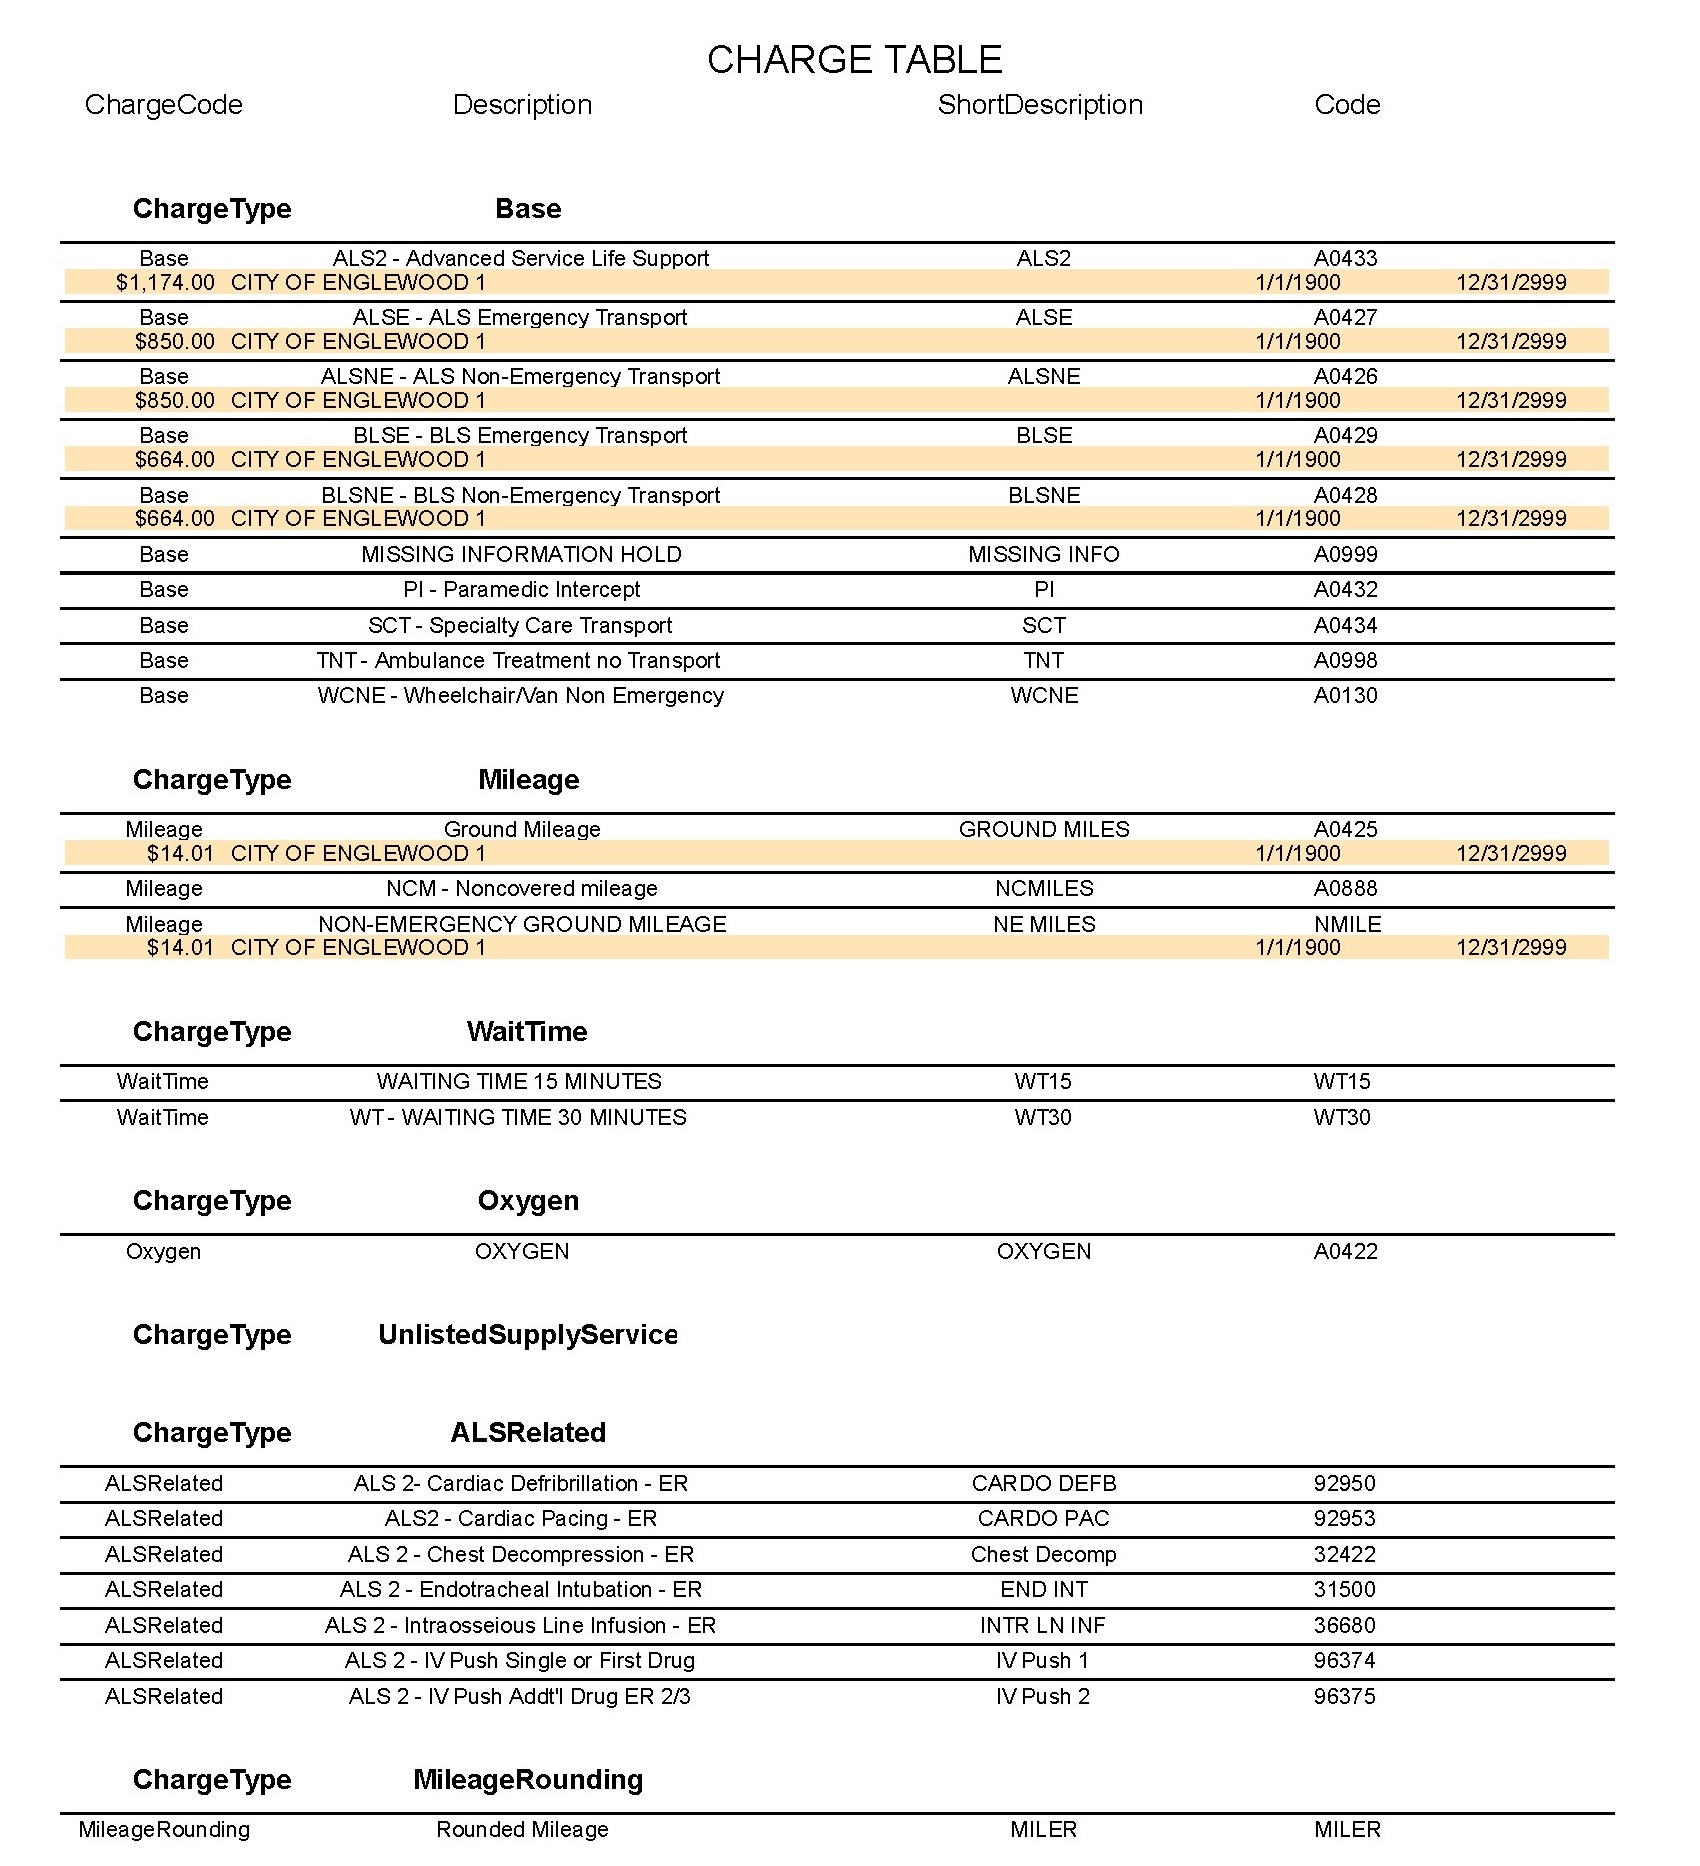 CHARGE TABLE
ChargeCode Description ShortDescription Code
ChargeType Base
Base ALS2 - Advanced Service Life Support ALS2 A0433
$1,174.00 CITY OF ENGLEWOOD 1 1/1/1900 12/31/2999
Base ALSE - ALS Emergency Transport ALSE A0427
$850.00 CITY OF ENGLEWOOD 1 1/1/1900 12/31/2999
Base ALSNE - ALS Non-Emergency Transport ALSNE A0426
$850.00 CITY OF ENGLEWOOD 1 1/1/1900 12/31/2999
Base BLSE - BLS Emergency Transport BLSE A0429
$664.00 CITY OF ENGLEWOOD 1 1/1/1900 12/31/2999
Base BLSNE - BLS Non-Emergency Transport BLSNE A0428
$664.00 CITY OF ENGLEWOOD 1 1/1/1900 12/31/2999
Base MISSING INFORMATION HOLD MISSING INFO A0999
Base PI - Paramedic Intercept PI A0432
Base SCT - Specialty Care Transport SCT A0434
Base TNT - Ambulance Treatment no Transport TNT A0998
Base WCNE - Wheelchair/Van Non Emergency WCNE A0130
ChargeType Mileage
Mileage Ground Mileage GROUND MILES A0425
$14.01 CITY OF ENGLEWOOD 1 1/1/1900 12/31/2999
Mileage NCM - Noncovered mileage NCMILES A0888
Mileage NON-EMERGENCY GROUND MILEAGE NE MILES NMILE
$14.01 CITY OF ENGLEWOOD 1 1/1/1900 12/31/2999
ChargeType WaitTime
WaitTime WAITING TIME 15 MINUTES WT15 WT15
WaitTime WT - WAITING TIME 30 MINUTES WT30 WT30
ChargeType Oxygen
Oxygen OXYGEN OXYGEN A0422
ChargeType UnlistedSupplyService
ChargeType ALSRelated
ALSRelated ALS 2- Cardiac Defribrillation - ER CARDO DEFB 92950
ALSRelated ALS2 - Cardiac Pacing - ER CARDO PAC 92953
ALSRelated ALS 2 - Chest Decompression - ER Chest Decomp 32422
ALSRelated ALS 2 - Endotracheal Intubation - ER END INT 31500
ALSRelated ALS 2 - Intraosseious Line Infusion - ER INTR LN INF 36680
ALSRelated ALS 2 - IV Push Single or First Drug IV Push 1 96374
ALSRelated ALS 2 - IV Push Addt'l Drug ER 2/3 IV Push 2 96375
ChargeType MileageRounding
MileageRounding Rounded Mileage MILER MILER